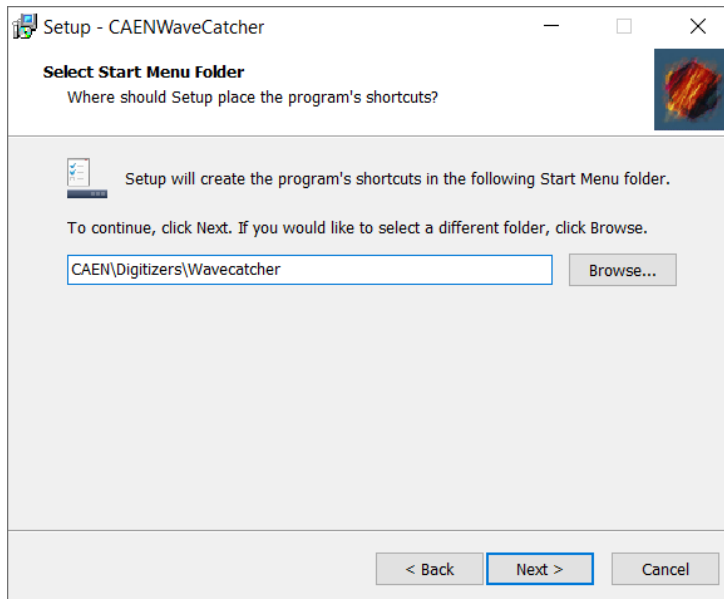 Setup - CAENWaveCatcher
Select Start Menu Folder
Where should Setup place the program's shortcuts?
Setup will create the program's shortcuts in the following Start Menu folder.
To continue, click Next. If you would like to select a different folder, click Browse.
CAEN\Digitizers\Wavecatcher
Browse...
< Back
Next >
Cancel